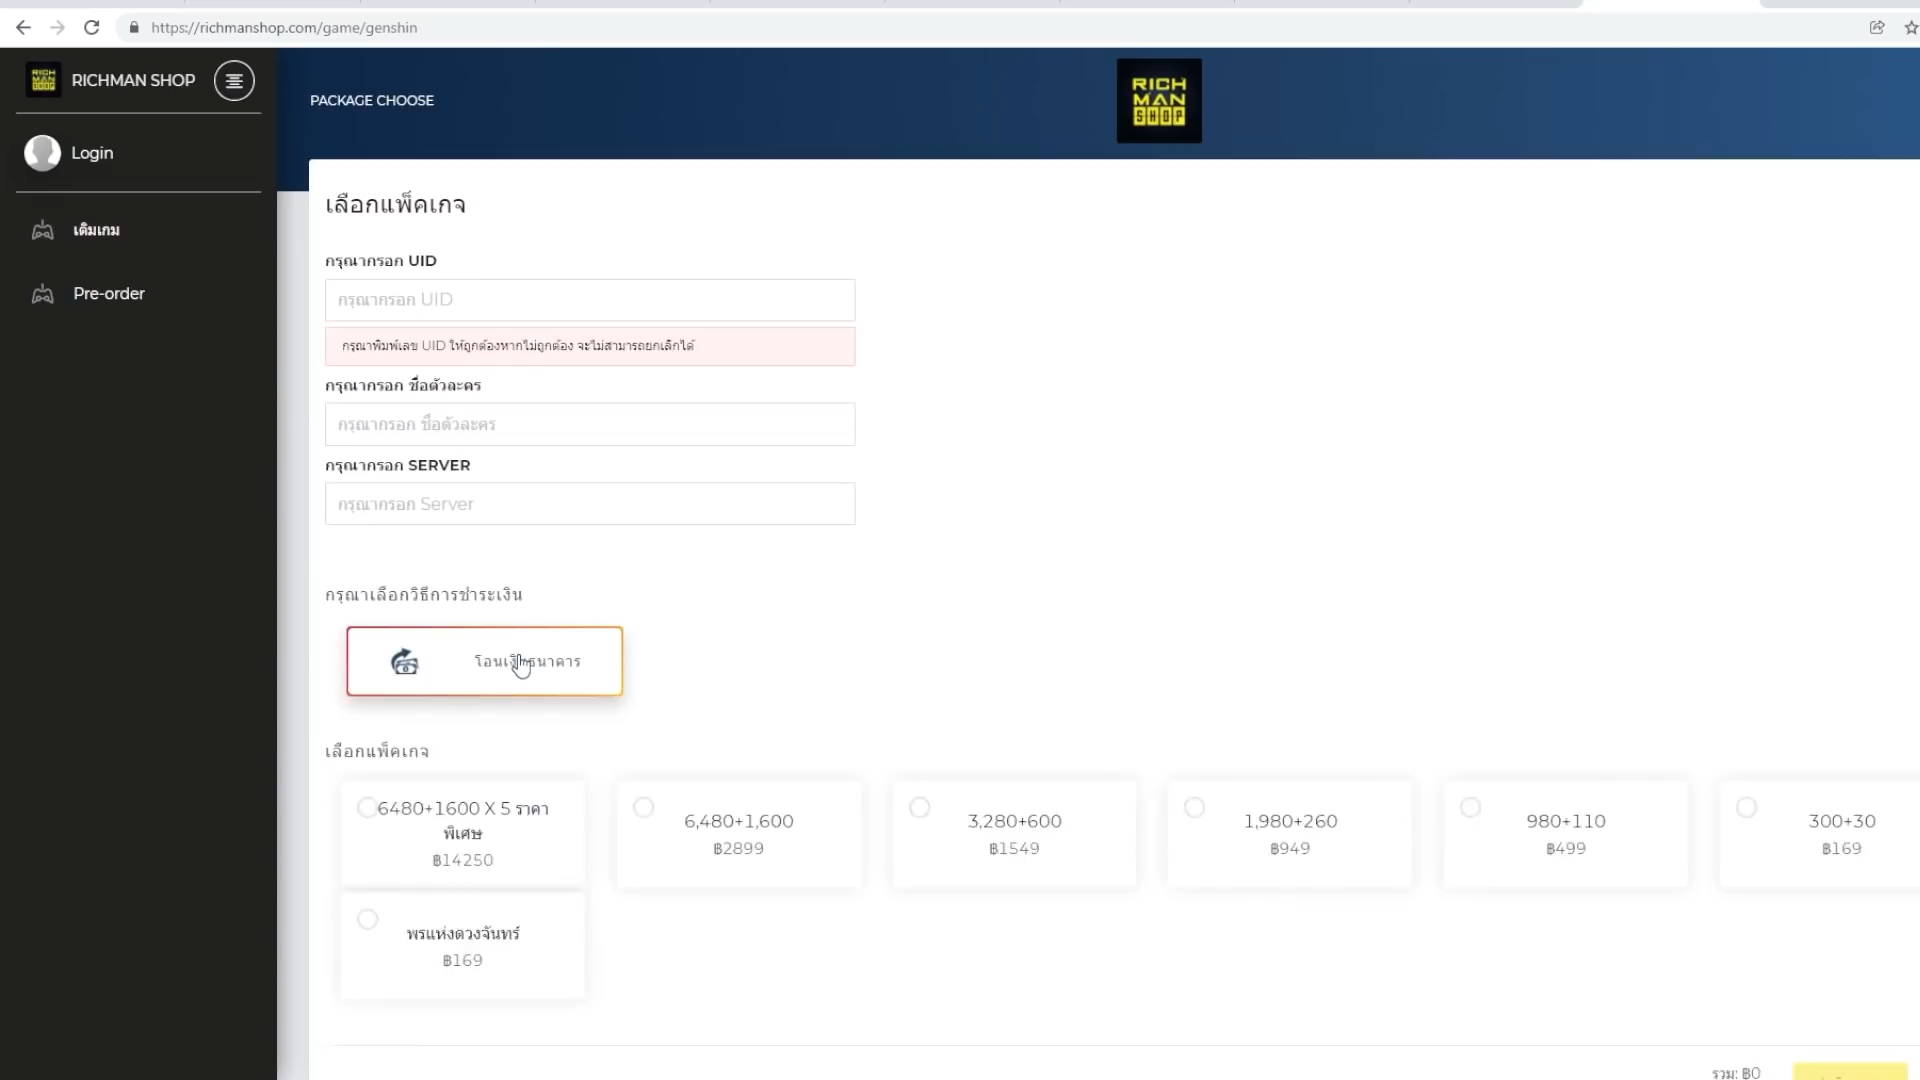 https://richmanshop.com/game/genshin
RICH MAN SHOP
RICHMAN SHOP
PACKAGE CHOOSE
RICH
MAN
SHOP
Login
เติมเกม
Pre-order
เลือกแพ็คเกจ
กรุณากรอก UID
กรุณากรอก UID
กรุณาพิมพ์เลข UID ให้ถูกต้องหากไม่ถูกต้อง จะไม่สามารถยกเลิกได้
กรุณากรอก ชื่อตัวละคร
กรุณากรอก ชื่อตัวละคร
กรุณากรอก SERVER
กรุณากรอก Server
กรุณาเลือกวิธีการชำระเงิน
โอนเงินธนาคาร
เลือกแพ็คเกจ
6480+1600 X 5 ราคา
พิเศษ
฿14250
6,480+1,600
฿2899
3,280+600
฿1549
1,980+260
฿949
980+110
฿499
300+30
฿169
พรแห่งดวงจันทร์
฿169
รวม: ฿0